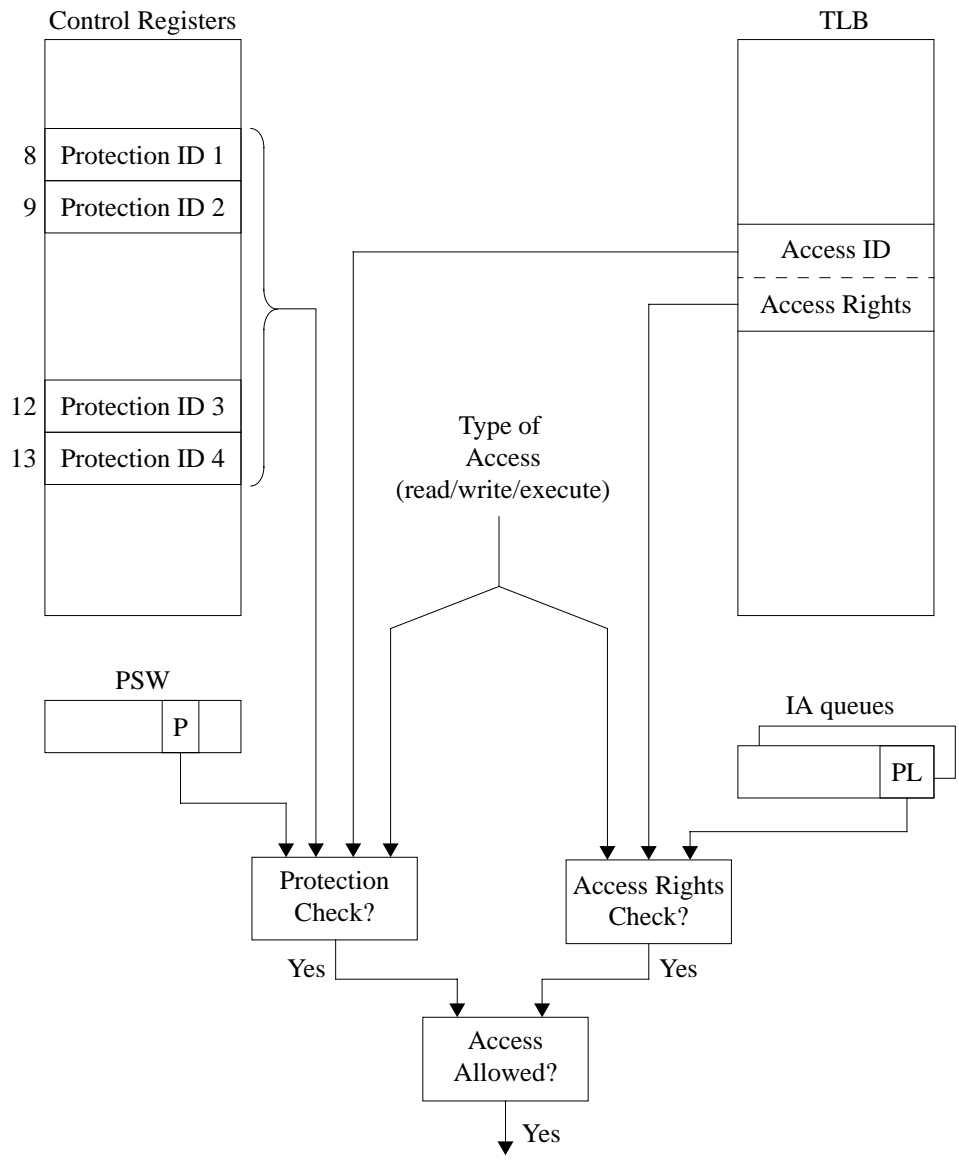 Control Registers
TLB
8
Protection ID 1
9
Protection ID 2
Access ID
Access Rights
12
Protection ID 3
13
Protection ID 4
Type of
Access
(read/write/execute)
PSW
P
IA queues
PL
Protection
Check?
Access Rights
Check?
Yes
Yes
Access
Allowed?
Yes